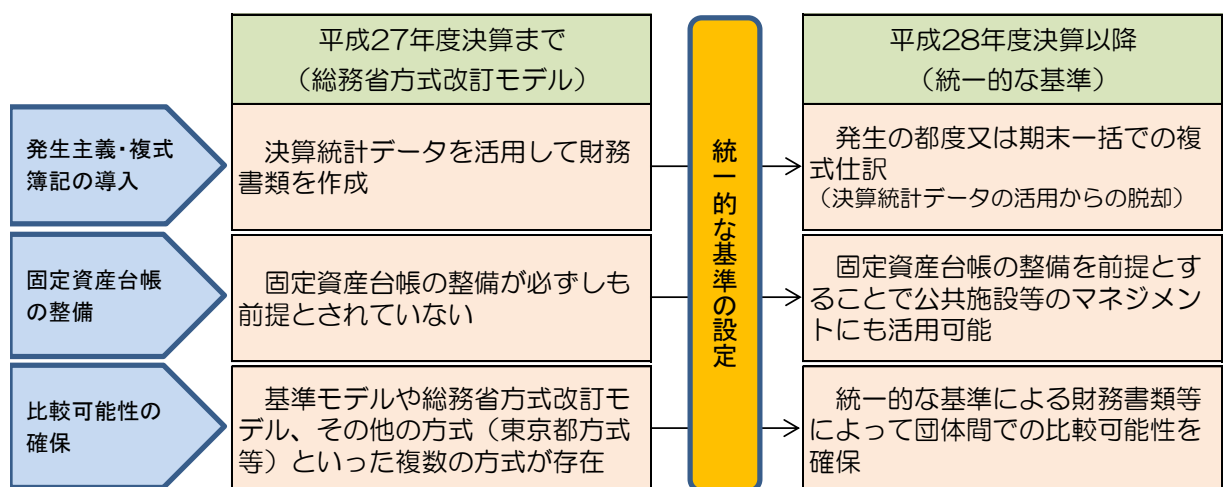 平成27年度決算まで
（総務省方式改訂モデル）
平成28年度決算以降
（統一的な基準）
統一的な基準の設定
発生主義・複式
簿記の導入
決算統計データを活用して財務
書類を作成
発生の都度又は期末一括での複
式仕訳
（決算統計データの活用からの脱却）
固定資産台帳
の整備
固定資産台帳の整備が必ずしも
前提とされていない
固定資産台帳の整備を前提とす
ることで公共施設等のマネジメン
トにも活用可能
比較可能性の
確保
基準モデルや総務省方式改訂モ
デル、その他の方式（東京都方式
等）といった複数の方式が存在
統一的な基準による財務書類等
によって団体間での比較可能性を
確保